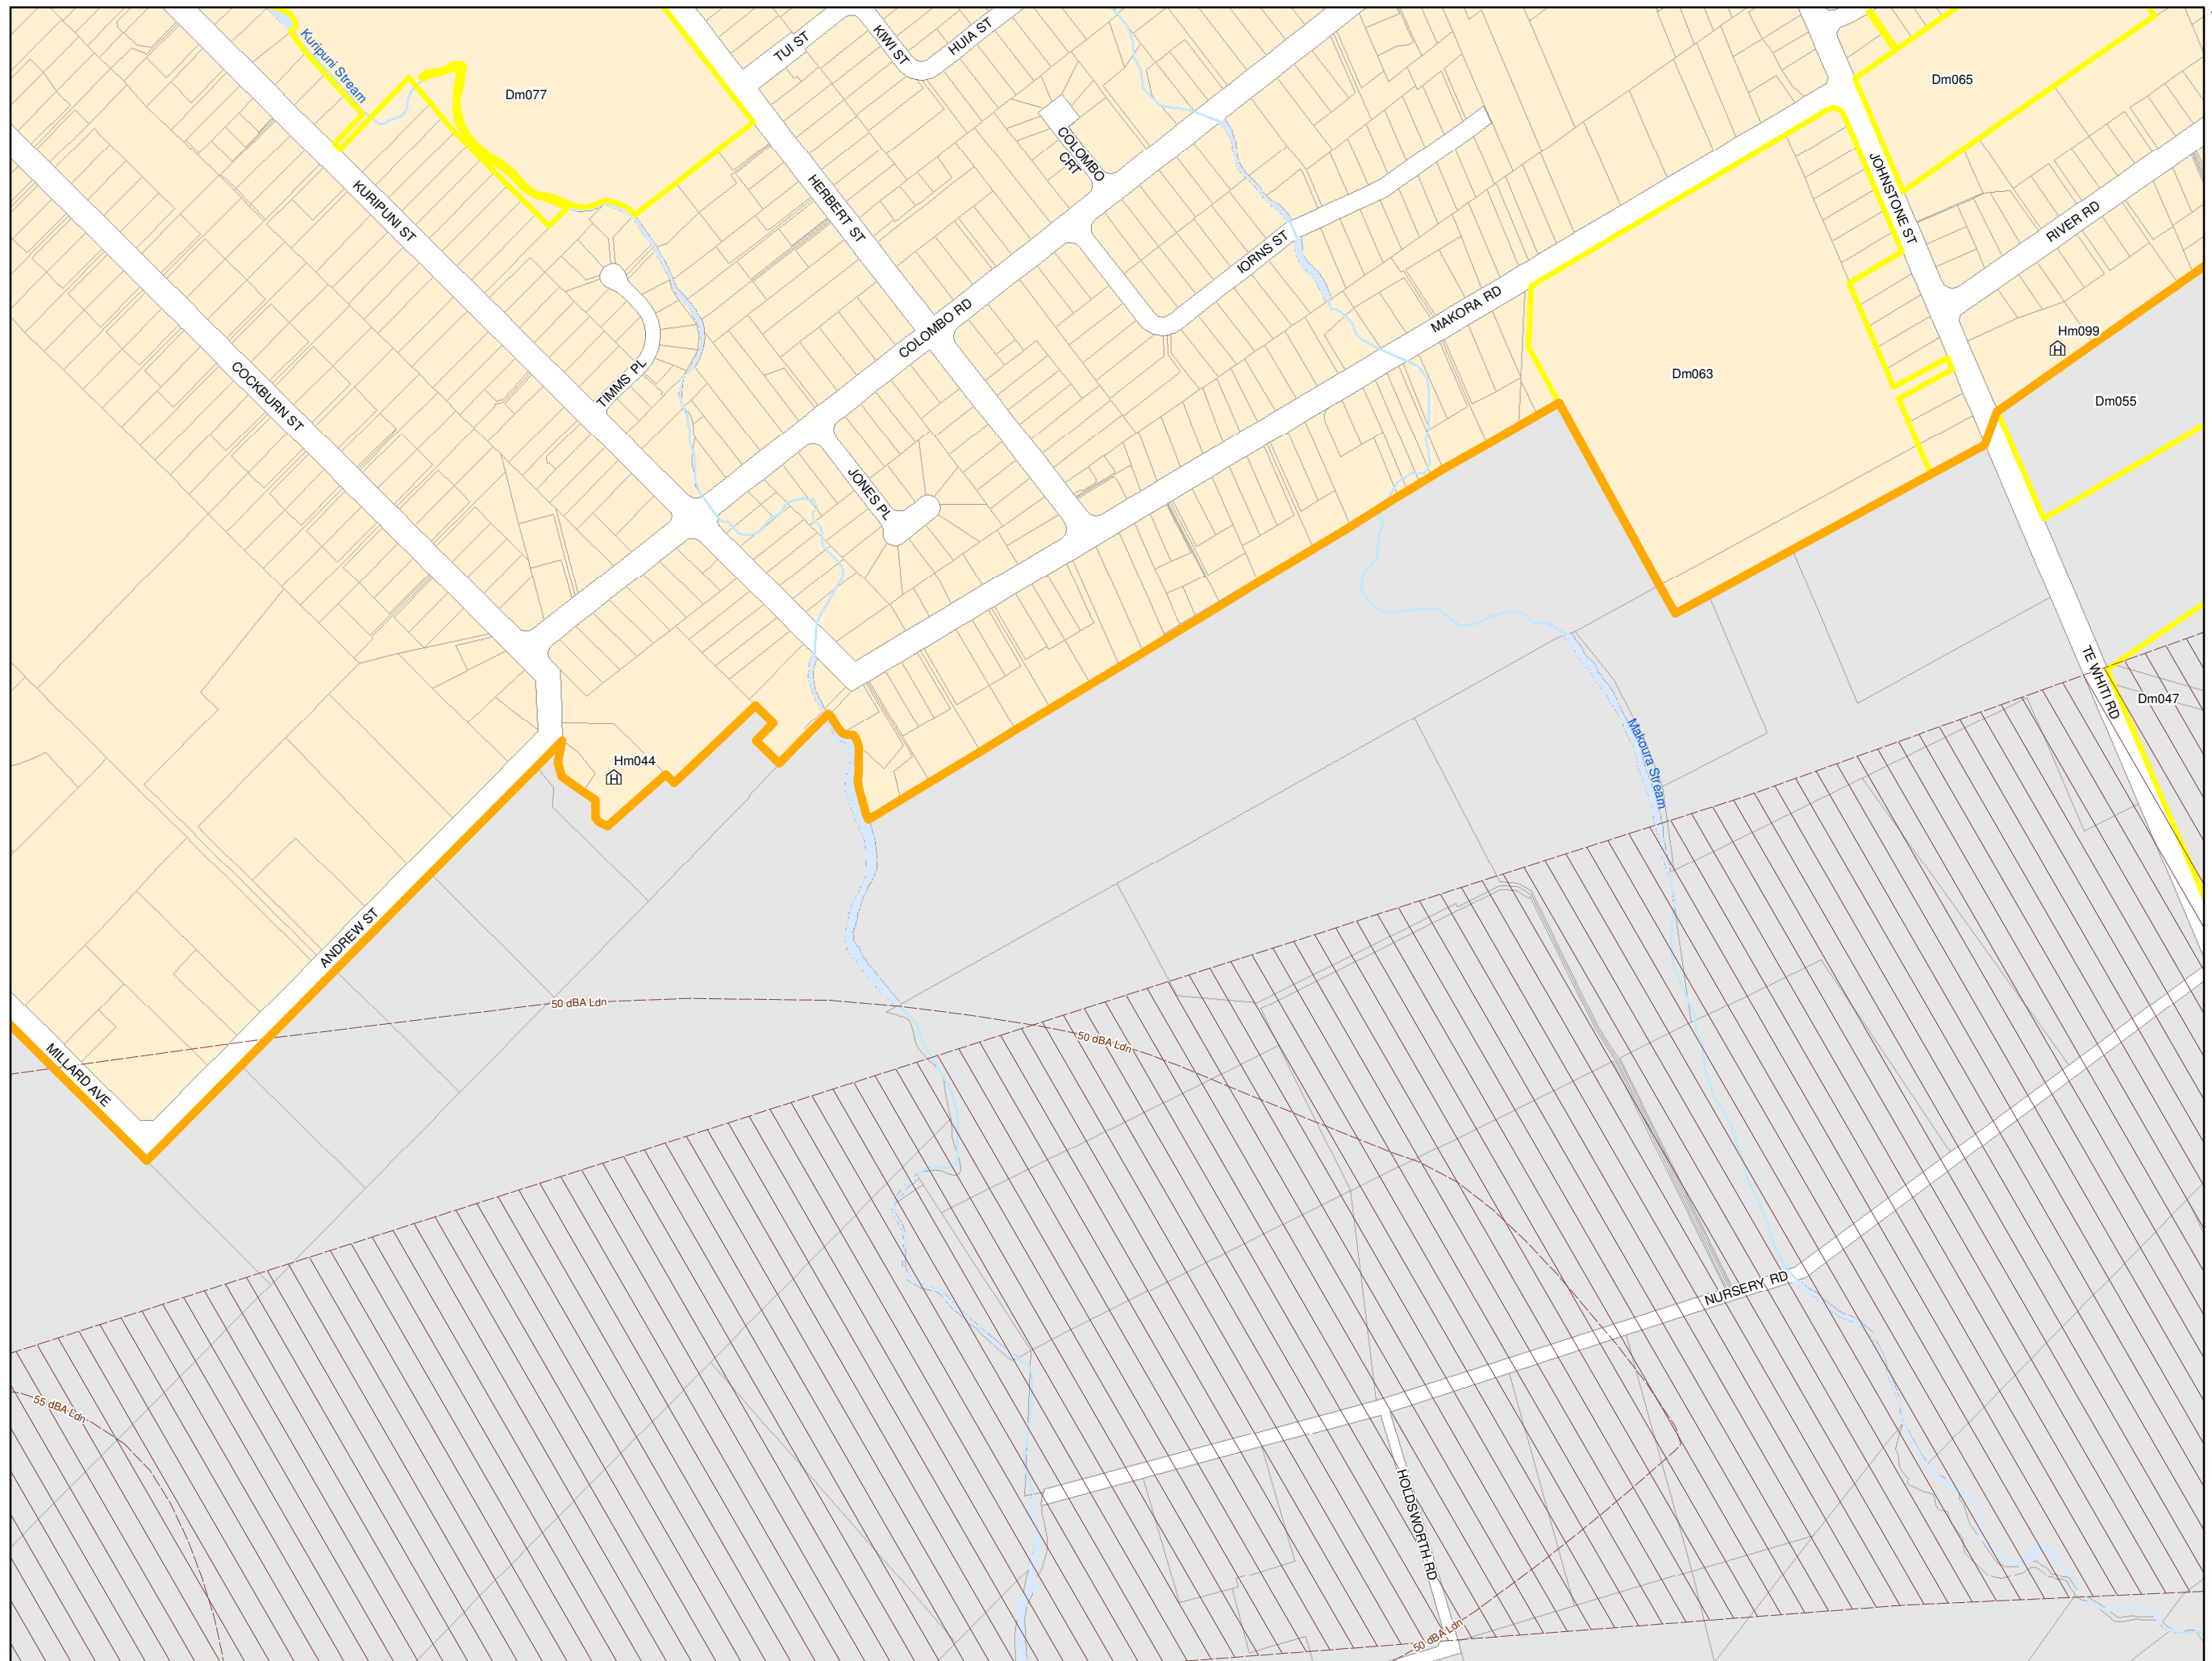 Kuripuni Stream
Dm077
TUI ST
KIWI ST
HUIA ST
Dm065
COLOMBO
CRT
KURIPUNI ST
HERBERT ST
JOHNSTONE ST
RIVER RD
IORNS ST
MAKORA RD
COLOMBO RD
Hm099
H
Dm063
Dm055
TIMMS PL
COCKBURN ST
JONES PL
TE WHITI RD
Dm047
Makoura Stream
Hm044
H
ANDREW ST
50 dBA Ldn
50 dBA Ldn
MILLARD AVE
NURSERY RD
55 dBA Ldn
HOLDSWORTH RD
50 dBA Ldn